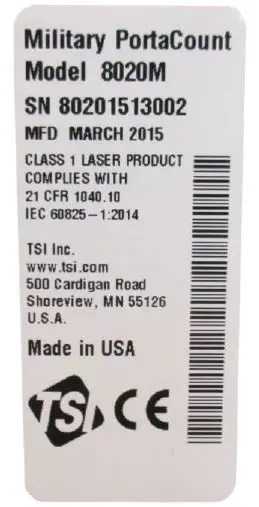 Military PortaCount
Model 8020M
SN 80201513002
MFD MARCH 2015
CLASS 1 LASER PRODUCT
COMPLIES WITH
21 CFR 1040.10
IEC 60825-1:2014
TSI Inc.
www.tsi.com
500 Cardigan Road
Shoreview, MN 55126
U.S.A.
Made in USA
TSI CE